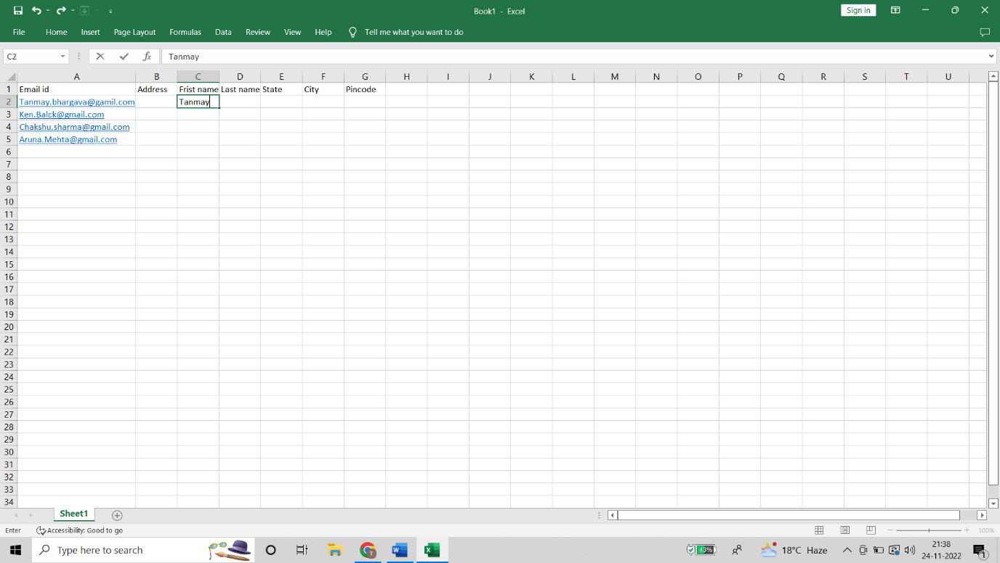 Book1 - Excel
Sign in
File Home Insert Page Layout Formulas Data Review View Help Tell me what you want to do
C2 fx Tanmay
A B C D E F G H I J K L M N O P Q R S T U
1 Email id Address Frist name Last name State City Pincode
2 Tanmay.bhargava@gamil.com Tanmay
3 Ken.Balck@gmail.com
4 Chakshu.sharma@gmail.com
5 Aruna.Mehta@gmail.com
6
7
8
9
10
11
12
13
14
15
16
17
18
19
20
21
22
23
24
25
26
27
28
29
30
31
32
33
34
Sheet1
Enter Accessibility: Good to go 100%
Type here to search 43% 18°C Haze 21:38
24-11-2022 1